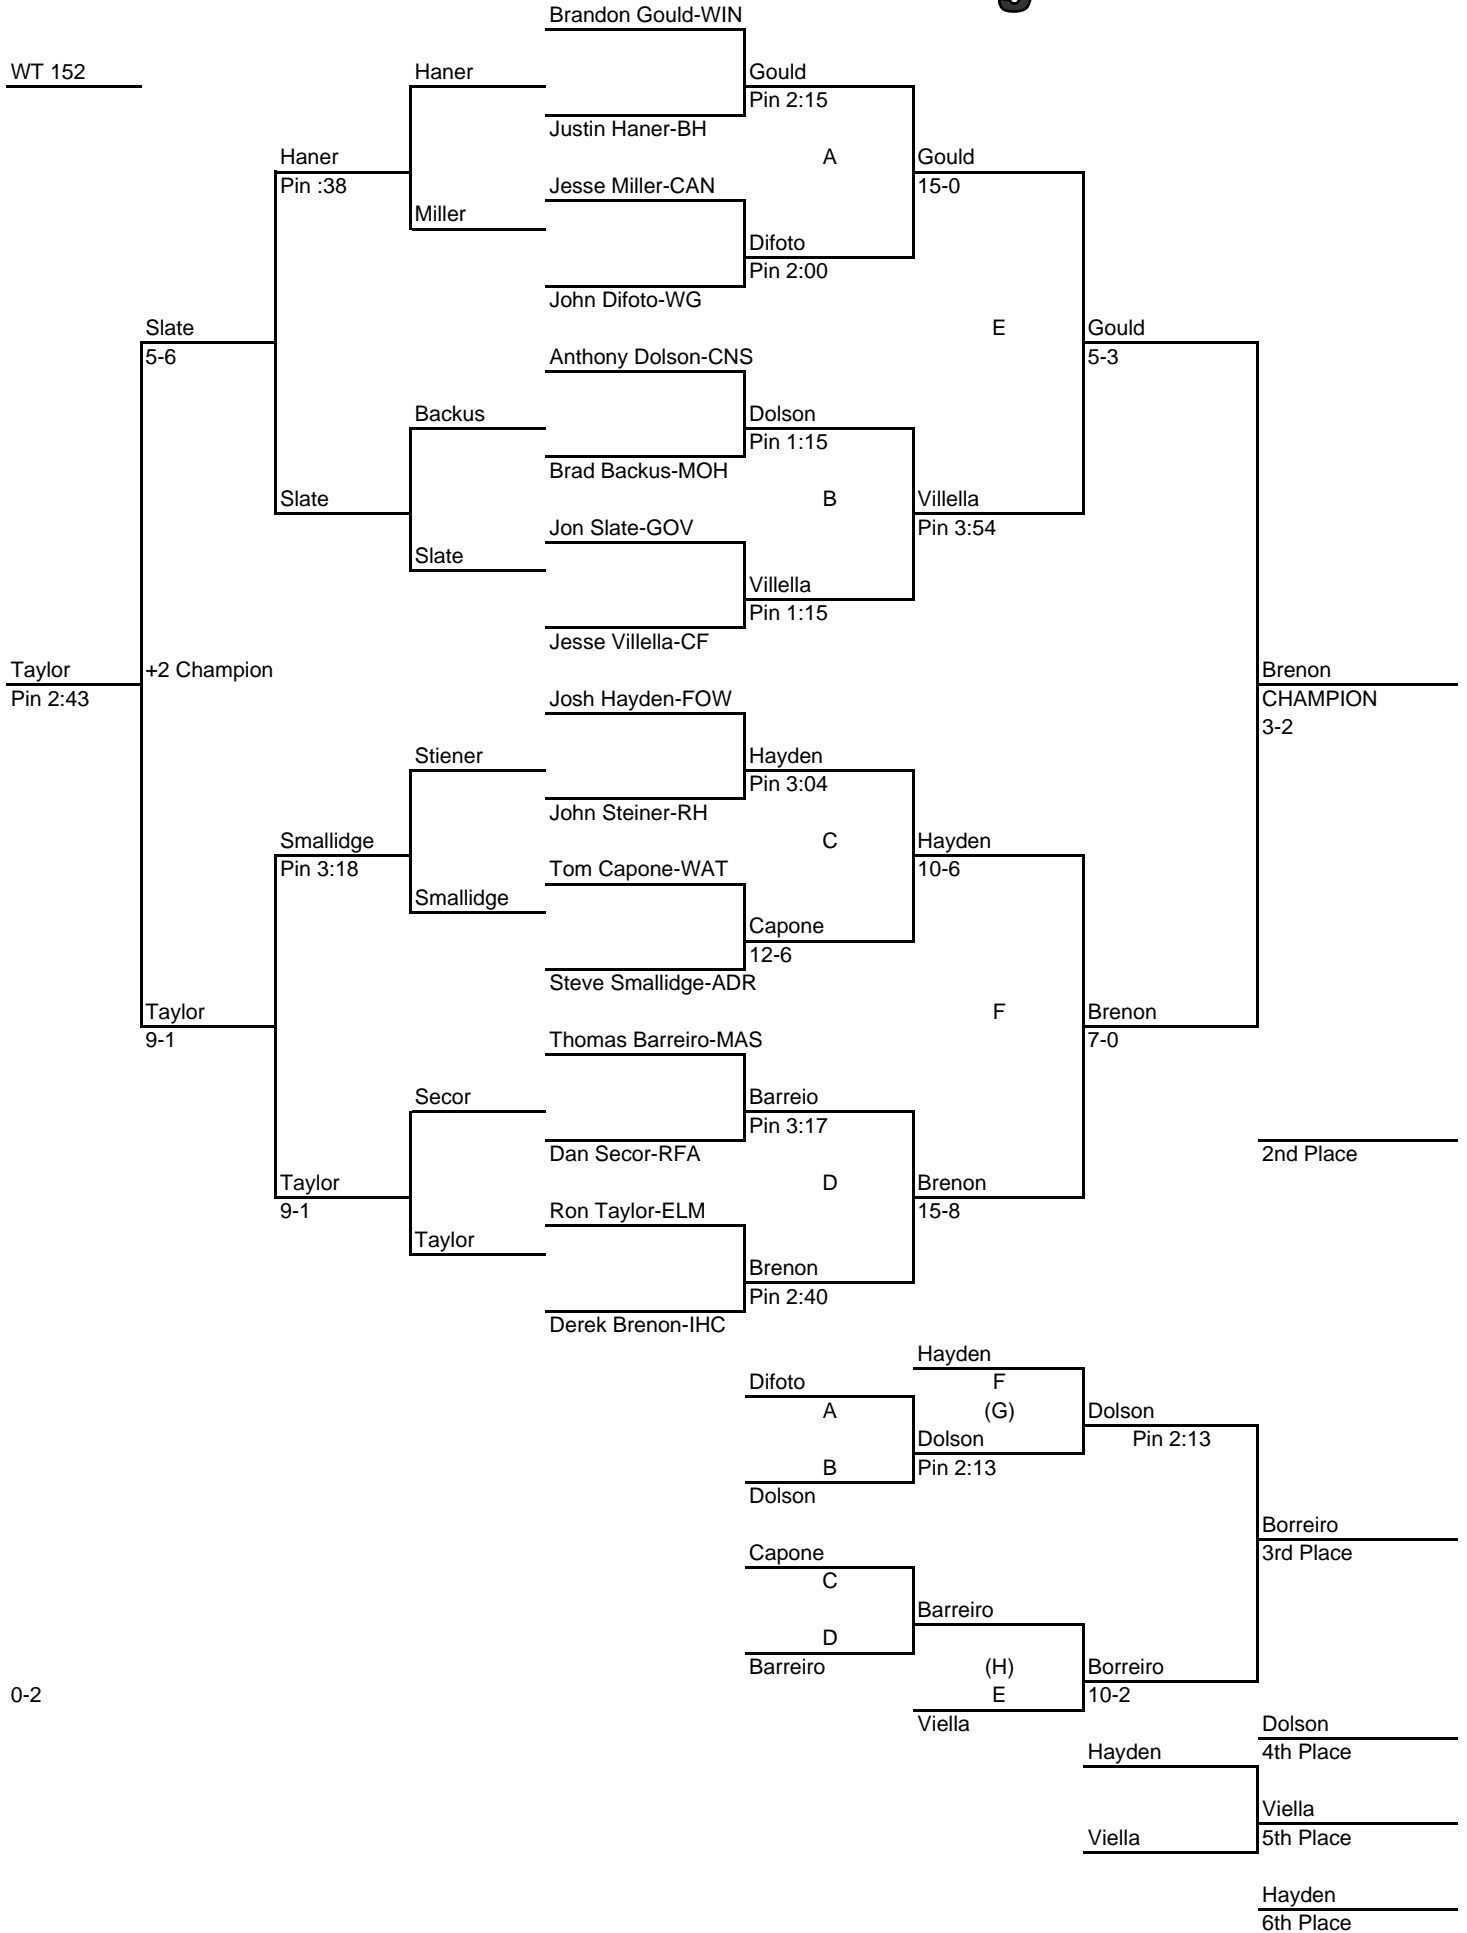 Brandon Gould-WIN
WT 152
Haner
Gould
Pin 2:15
Justin Haner-BH
Haner
A
Gould
Pin :38
Jesse Miller-CAN
15-0
Miller
Difoto
Pin 2:00
John Difoto-WG
Slate
E
Gould
5-6
Anthony Dolson-CNS
5-3
Backus
Dolson
Pin 1:15
Brad Backus-MOH
Slate
B
Villella
Jon Slate-GOV
Pin 3:54
Slate
Villella
Pin 1:15
Jesse Villella-CF
Taylor
+2 Champion
Brenon
Pin 2:43
Josh Hayden-FOW
CHAMPION
3-2
Stiener
Hayden
Pin 3:04
John Steiner-RH
Smallidge
C
Hayden
Pin 3:18
Tom Capone-WAT
10-6
Smallidge
Capone
12-6
Steve Smallidge-ADR
Taylor
F
Brenon
9-1
Thomas Barreiro-MAS
7-0
Secor
Barreio
Pin 3:17
Dan Secor-RFA
2nd Place
Taylor
D
Brenon
9-1
Ron Taylor-ELM
15-8
Taylor
Brenon
Pin 2:40
Derek Brenon-IHC
Hayden
Difoto
F
A
(G)
Dolson
Dolson
Pin 2:13
B
Pin 2:13
Dolson
Borreiro
Capone
3rd Place
C
Barreiro
D
Barreiro
(H)
Borreiro
0-2
E
10-2
Viella
Dolson
Hayden
4th Place
Viella
Viella
5th Place
Hayden
6th Place